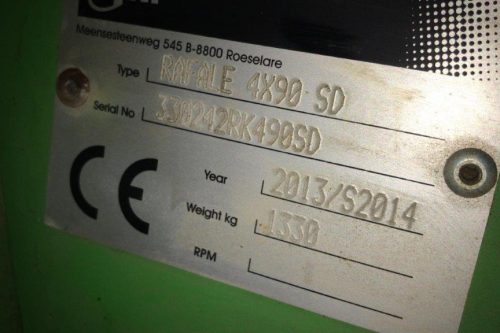 Meensesteenweg 545 B-8800 Roeselare
Type RAFALE 4X90 SD
Serial No 330242RK490SD
Year 2013/S2014
Weight kg 1330
RPM
CE